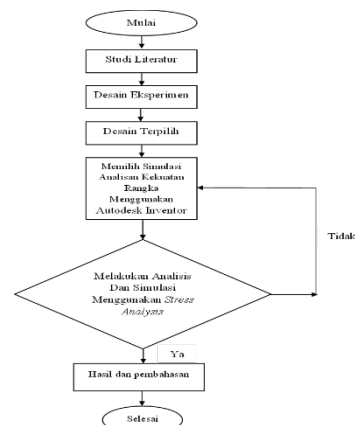 Mulai
Studi Literatur
Desain Eksperimen
Desain Terpilih
Memilih Simulasi
Analisan Kekuatan
Rangka
Menggunakan
Autodesk Inventor
Tidak
Melakukan Analisis
Dan Simulasi
Menggunakan Stress
Analysis
Ya
Hasil dan pembahasan
Selesai